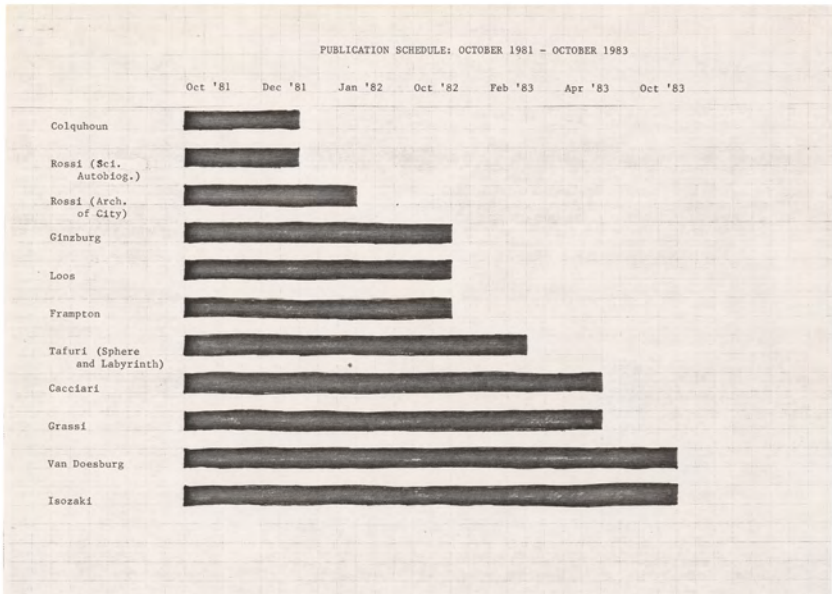 PUBLICATION SCHEDULE: OCTOBER 1981 - OCTOBER 1983
Oct '81 Dec '81 Jan '82 Oct '82 Feb '83 Apr '83 Oct '83
Colquhoun
Rossi (Sci.
Autobiog.)
Rossi (Arch.
of City)
Ginzburg
Loos
Frampton
Tafuri (Sphere
and Labyrinth)
Cacciari
Grassi
Van Doesburg
Isozaki